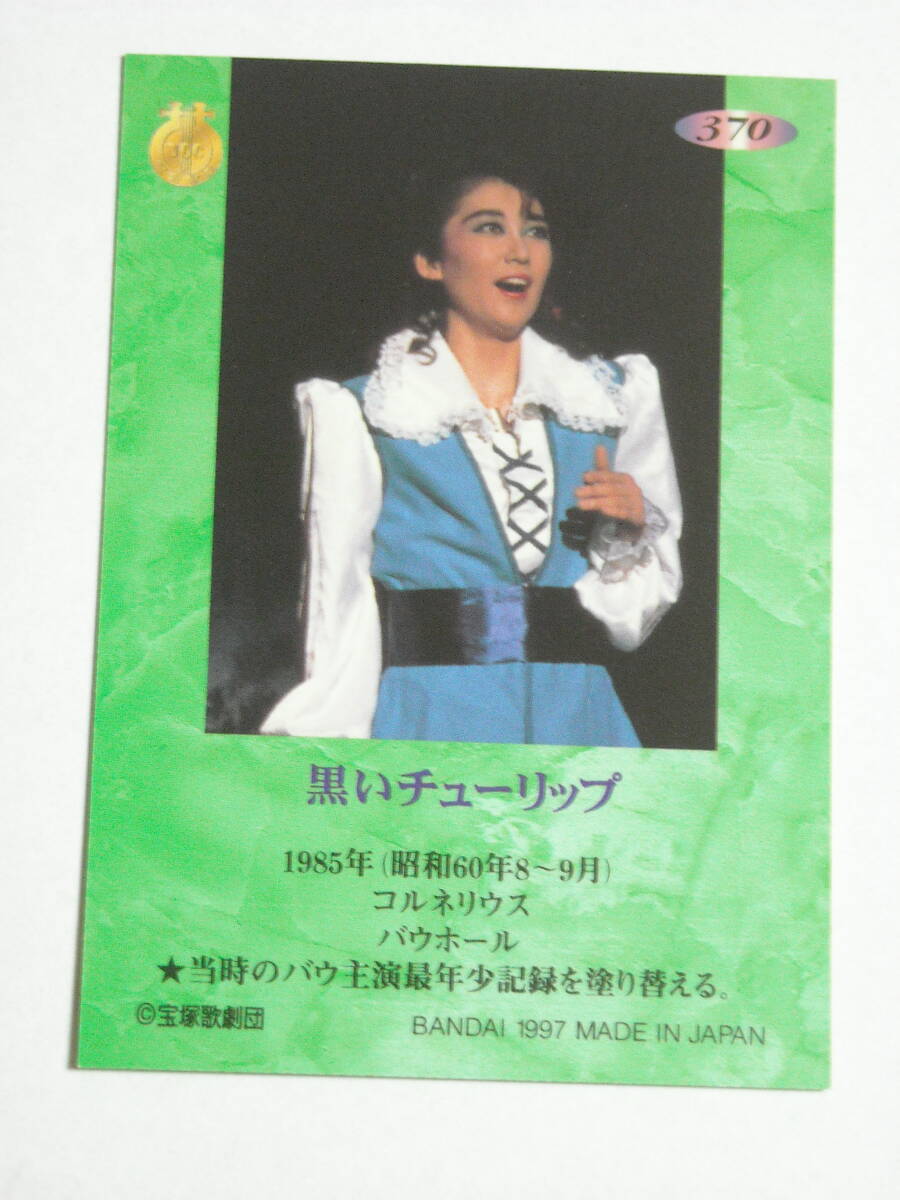 370
黒いチューリップ
1985年(昭和60年8～9月)
コルネリウス
バウホール
★当時のバウ主演最年少記録を塗り替える。
©宝塚歌劇団
BANDAI 1997 MADE IN JAPAN